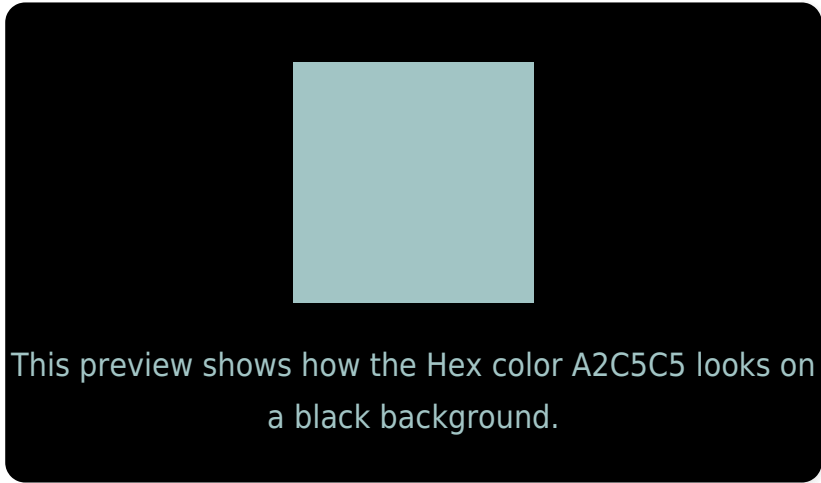 This preview shows how the Hex color A2C5C5 looks on
a black background.